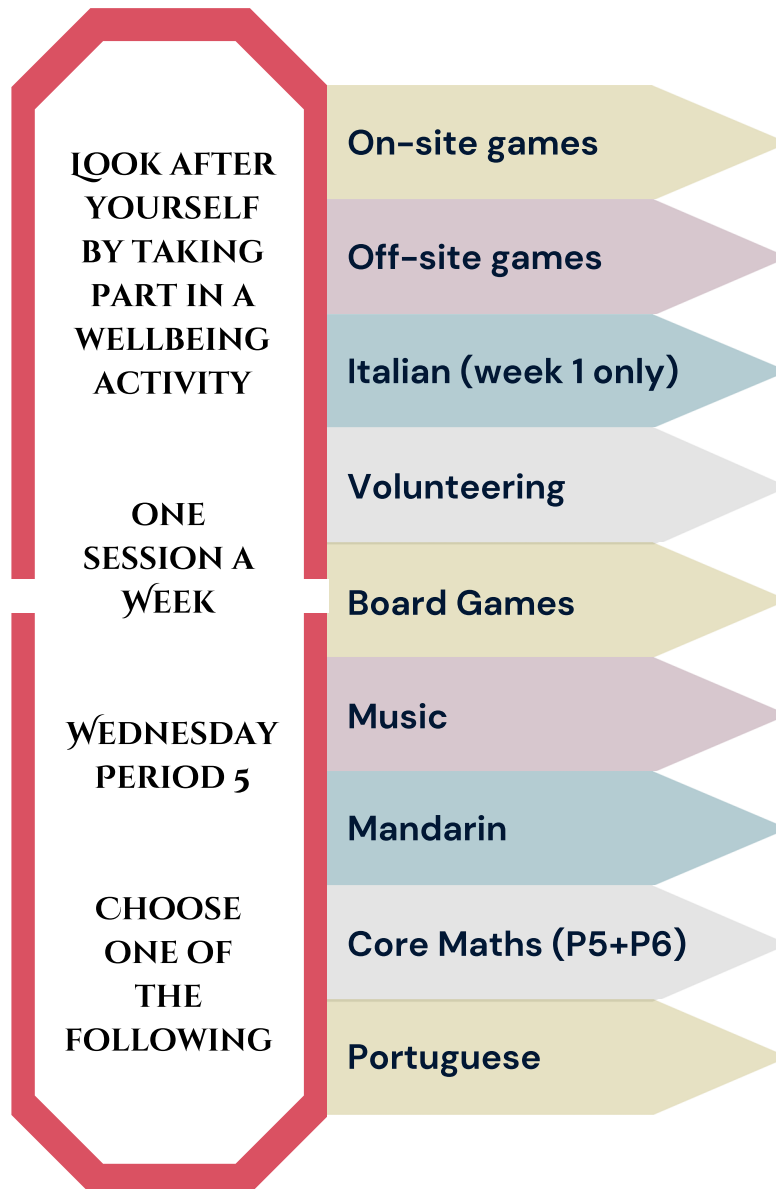 Look after
yourself
by taking
part in a
wellbeing
activity
one
session a
Week
Wednesday
Period 5
Choose
one of
the
following
On-site games
Off-site games
Italian (week 1 only)
Volunteering
Board Games
Music
Mandarin
Core Maths (P5+P6)
Portuguese